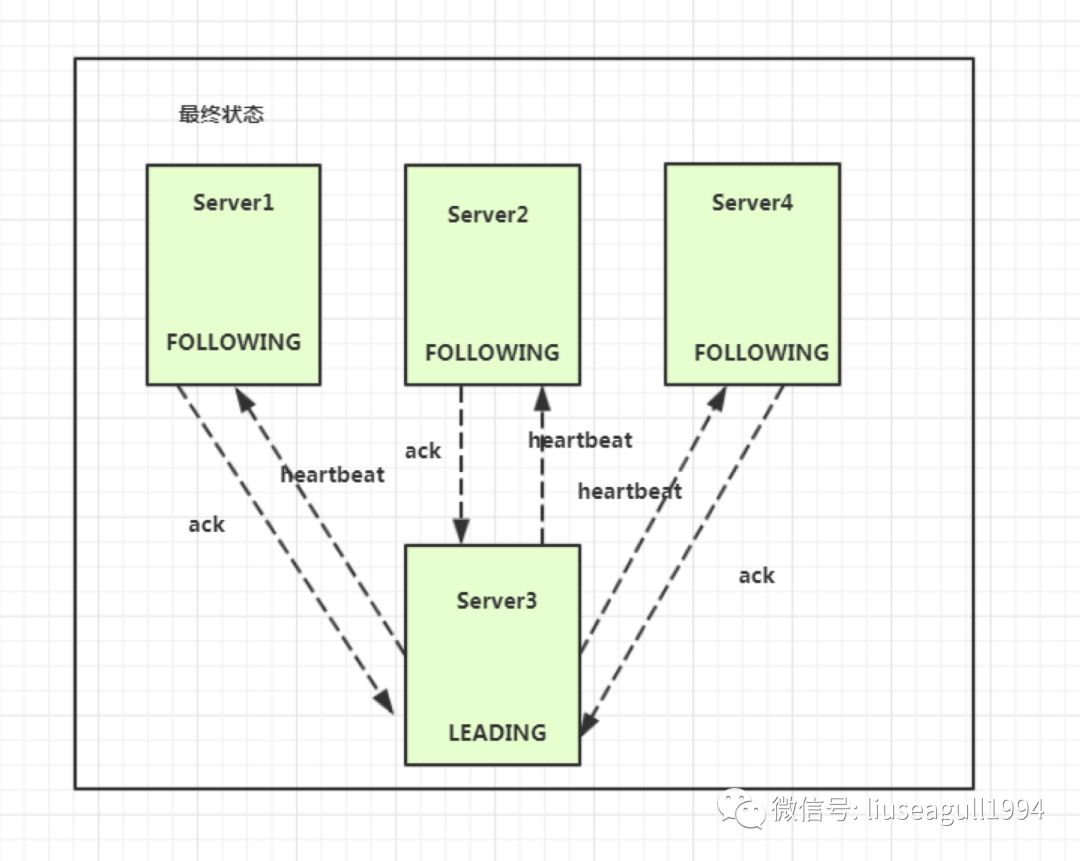 最终状态
Server1
Server2
Server4
FOLLOWING
FOLLOWING
FOLLOWING
heartbeat
ack
ack
heartbeat
heartbeat
ack
Server3
LEADING
微信号: liuseagull1994